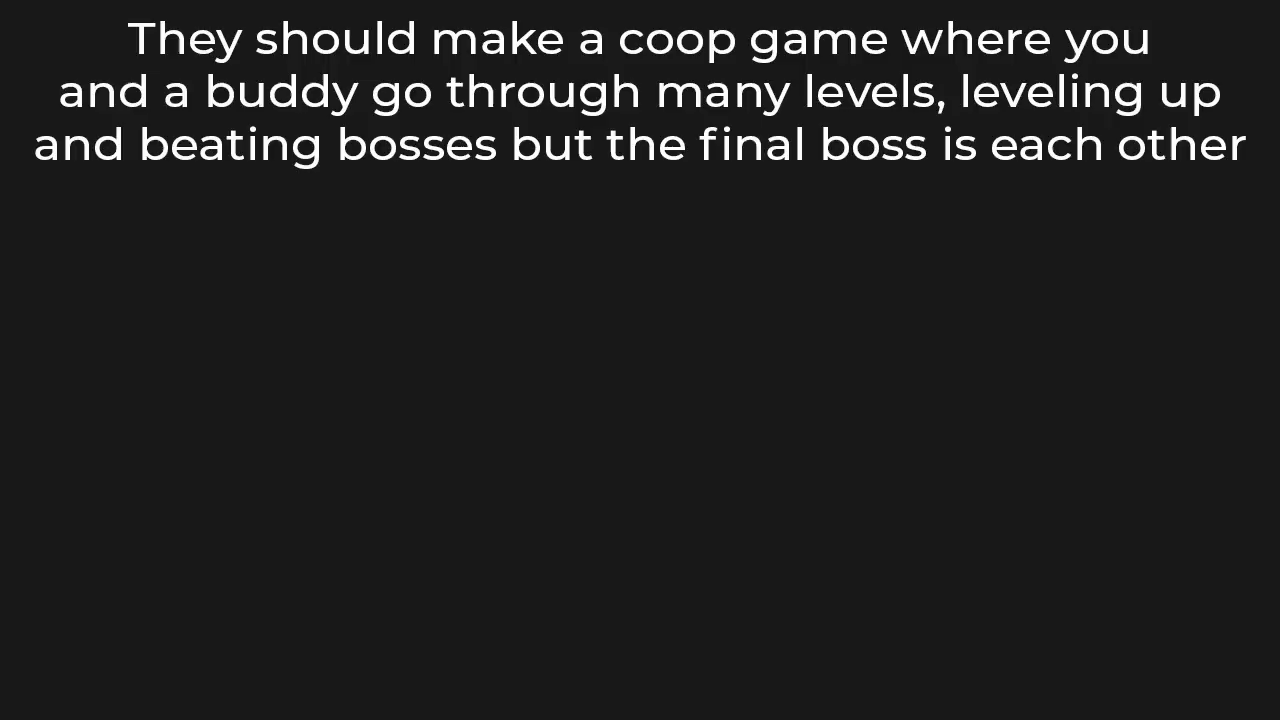 They should make a coop game where you
and a buddy go through many levels, leveling up
and beating bosses but the final boss is each other